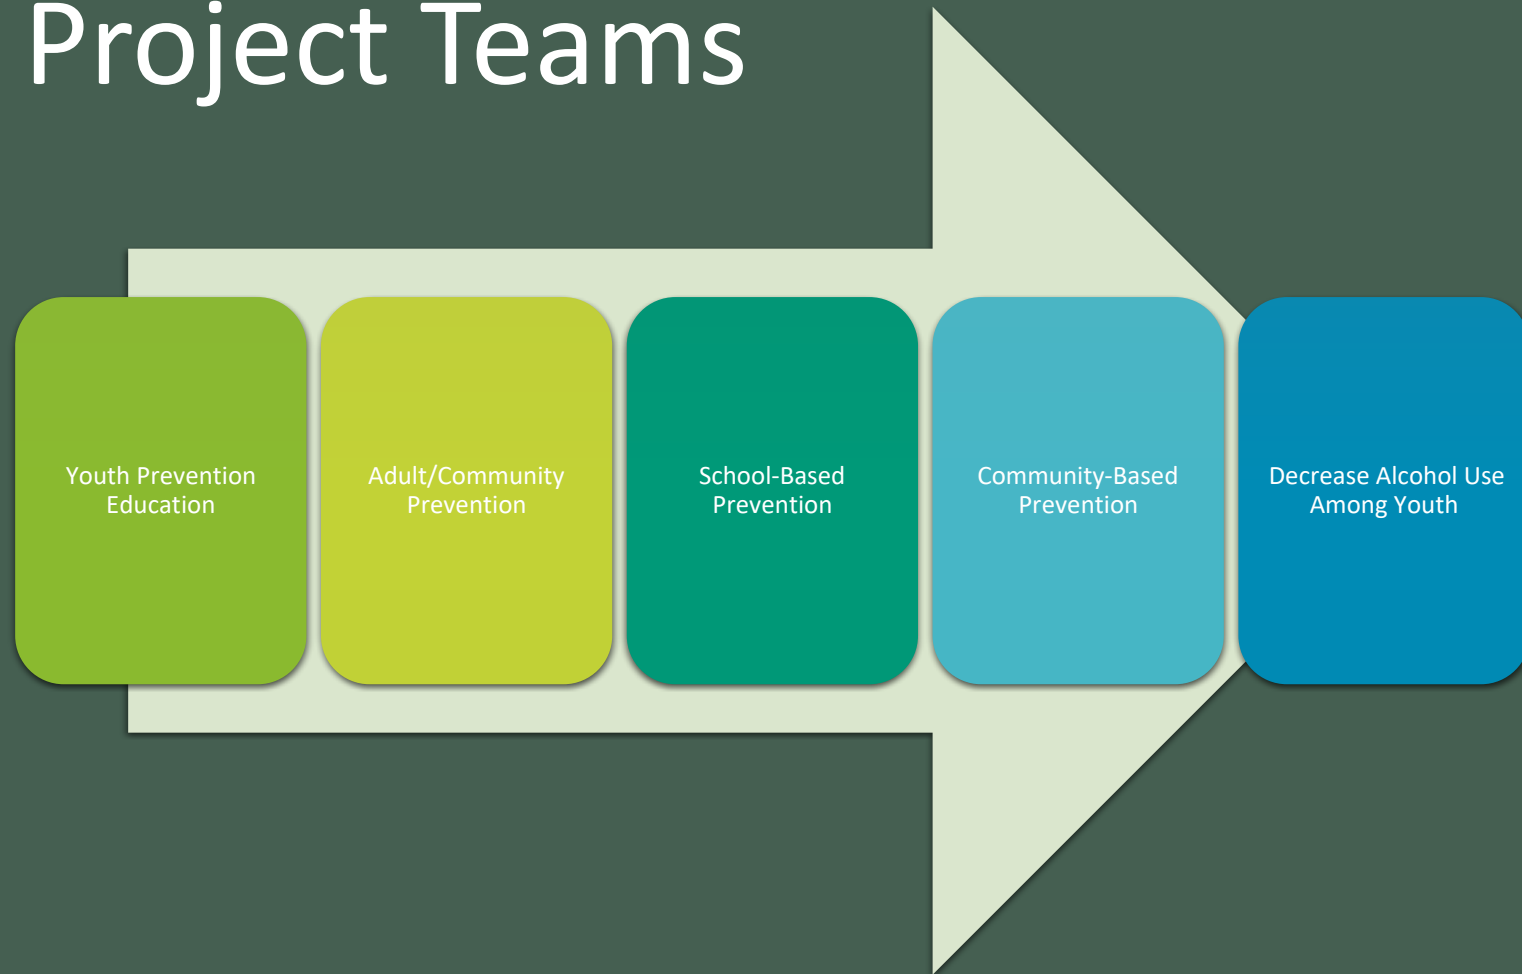 Project Teams
Youth Prevention
Education
Adult/Community
Prevention
School-Based
Prevention
Community-Based
Prevention
Decrease Alcohol Use
Among Youth